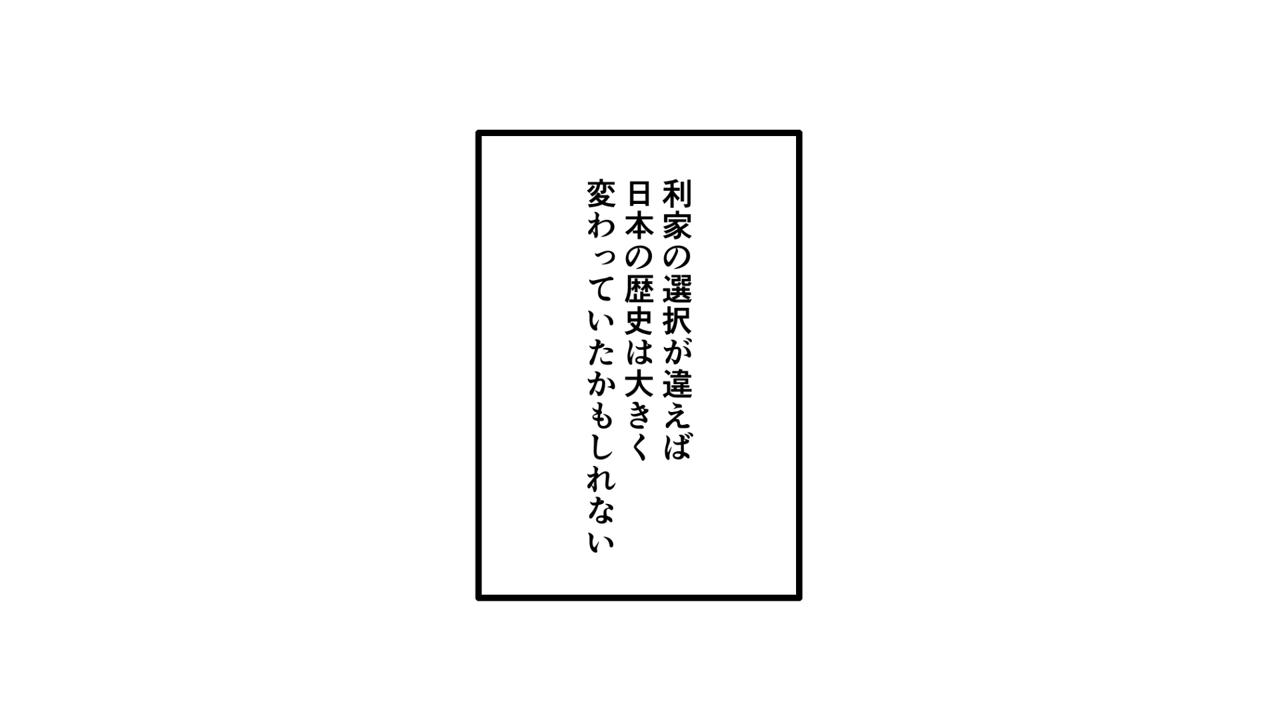 利家の選択が違えば
日本の歴史は大きく
変わっていたかもしれない